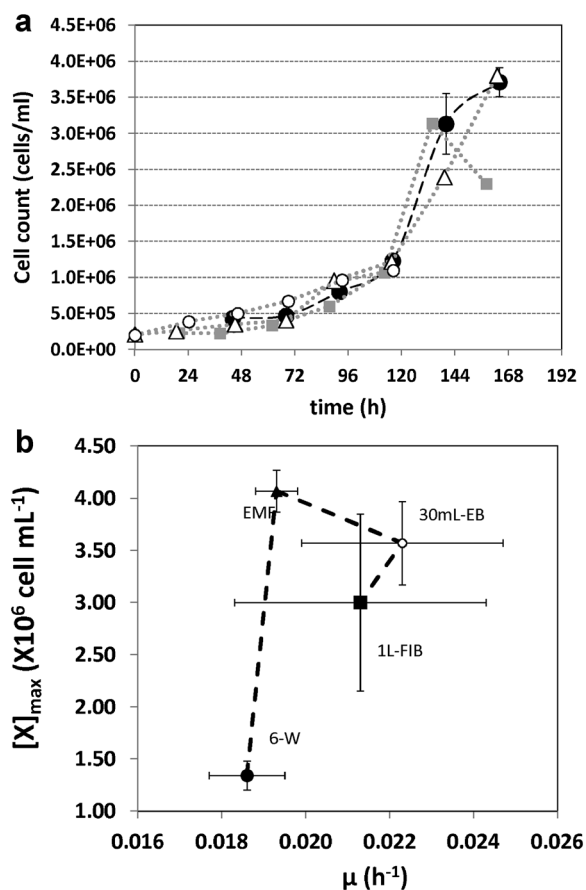 a
4.5E+06
4.0E+06
3.5E+06
3.0E+06
2.5E+06
2.0E+06
1.5E+06
1.0E+06
5.0E+05
0.0E+00
Cell count (cells/ml)
0 24 48 72 96 120 144 168 192
time (h)
b
4.50
4.00
3.50
3.00
2.50
2.00
1.50
1.00
[X]max (X10⁶ cell mL⁻¹)
EMF
30mL-EB
1L-FIB
6-W
0.016 0.018 0.020 0.022 0.024 0.026
μ (h⁻¹)